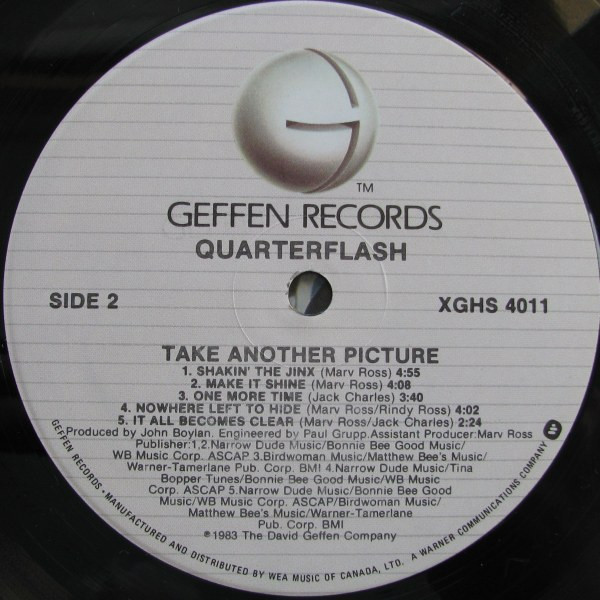 TM
GEFFEN RECORDS
QUARTERFLASH
SIDE 2
XGHS 4011
TAKE ANOTHER PICTURE
1. SHAKIN' THE JINX (Marv Ross) 4:55
2. MAKE IT SHINE (Marv Ross) 4:08
3. ONE MORE TIME (Jack Charles) 3:40
4. NOWHERE LEFT TO HIDE (Marv Ross/Rindy Ross) 4:02
5. IT ALL BECOMES CLEAR (Marv Ross/Jack Charles) 2:24
Produced by John Boylan. Engineered by Paul Grupp.Assistant Producer:Marv Ross
Publisher:1,2.Narrow Dude Music/Bonnie Bee Good Music/
WB Music Corp. ASCAP 3.Birdwoman Music/Matthew Bee's Music/
Warner-Tamerlane Pub. Corp. BMI 4.Narrow Dude Music/Tina
Bopper Tunes/Bonnie Bee Good Music/WB Music
Corp. ASCAP 5.Narrow Dude Music/Bonnie Bee Good
Music/WB Music Corp. ASCAP/Birdwoman Music/
Matthew Bee's Music/Warner-Tamerlane
Pub. Corp. BMI
℗1983 The David Geffen Company
GEFFEN RECORDS · MANUFACTURED AND DISTRIBUTED BY WEA MUSIC OF CANADA, LTD. A WARNER COMMUNICATIONS COMPANY